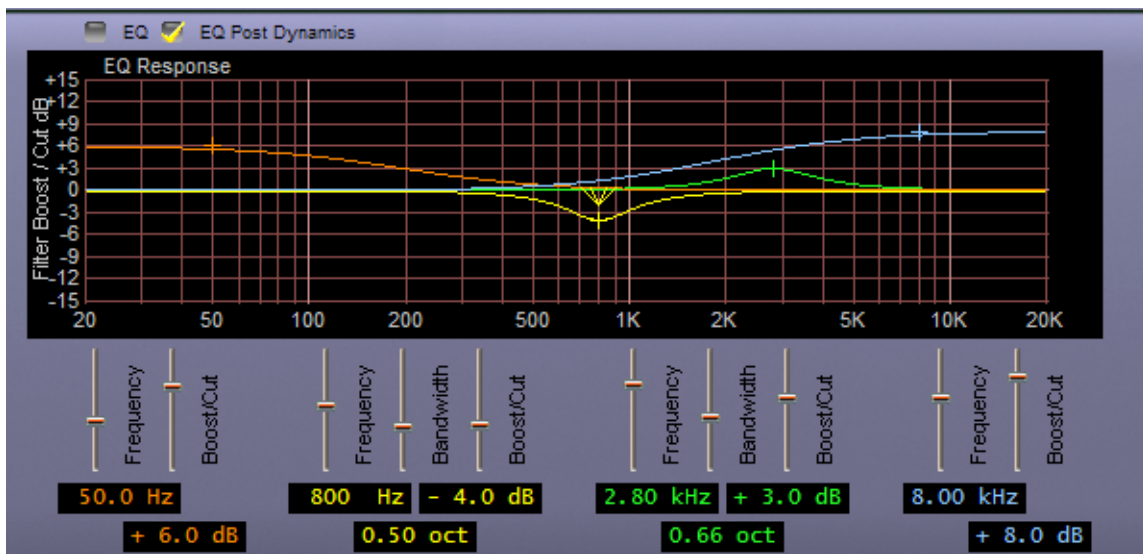 EQ EQ Post Dynamics
EQ Response
Filter Boost / Cut dB
+15
+12
+9
+6
+3
0
-3
-6
-9
-12
-15
20 50 100 200 500 1K 2K 5K 10K 20K
Frequency Boost/Cut Frequency Bandwidth Boost/Cut Frequency Bandwidth Boost/Cut Frequency Boost/Cut
50.0 Hz 800 Hz - 4.0 dB 2.80 kHz + 3.0 dB 8.00 kHz
+ 6.0 dB 0.50 oct 0.66 oct + 8.0 dB